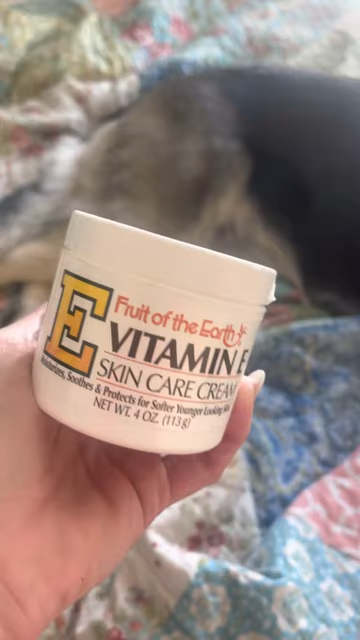 E
Fruit of the Earth
VITAMIN E
SKIN CARE CREAM
Moisturizes, Soothes & Protects for Softer Younger Looking Skin
NET WT. 4 OZ. (113g)